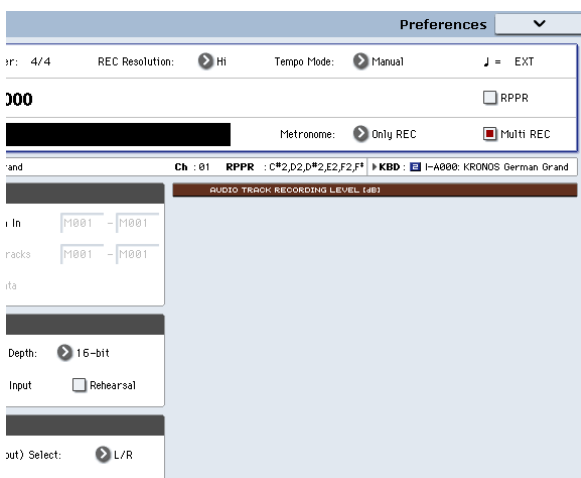 Preferences
er: 4/4 REC Resolution: Hi Tempo Mode: Manual ♩ = EXT
000 RPPR
Metronome: Only REC Multi REC
rand Ch : 01 RPPR : C#2,D2,D#2,E2,F2,F# KBD : I-A000: KRONOS German Grand
AUDIO TRACK RECORDING LEVEL [dB]
In M001 - M001
racks M001 - M001
ata
Depth: 16-bit
Input Rehearsal
put) Select: L/R